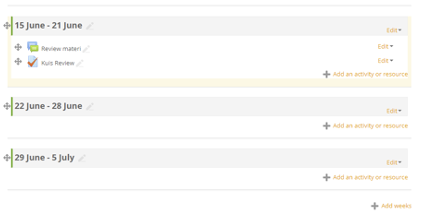 15 June - 21 June
Edit
Review materi
Edit
Kuis Review
Edit
Add an activity or resource
22 June - 28 June
Edit
Add an activity or resource
29 June - 5 July
Edit
Add an activity or resource
Add weeks